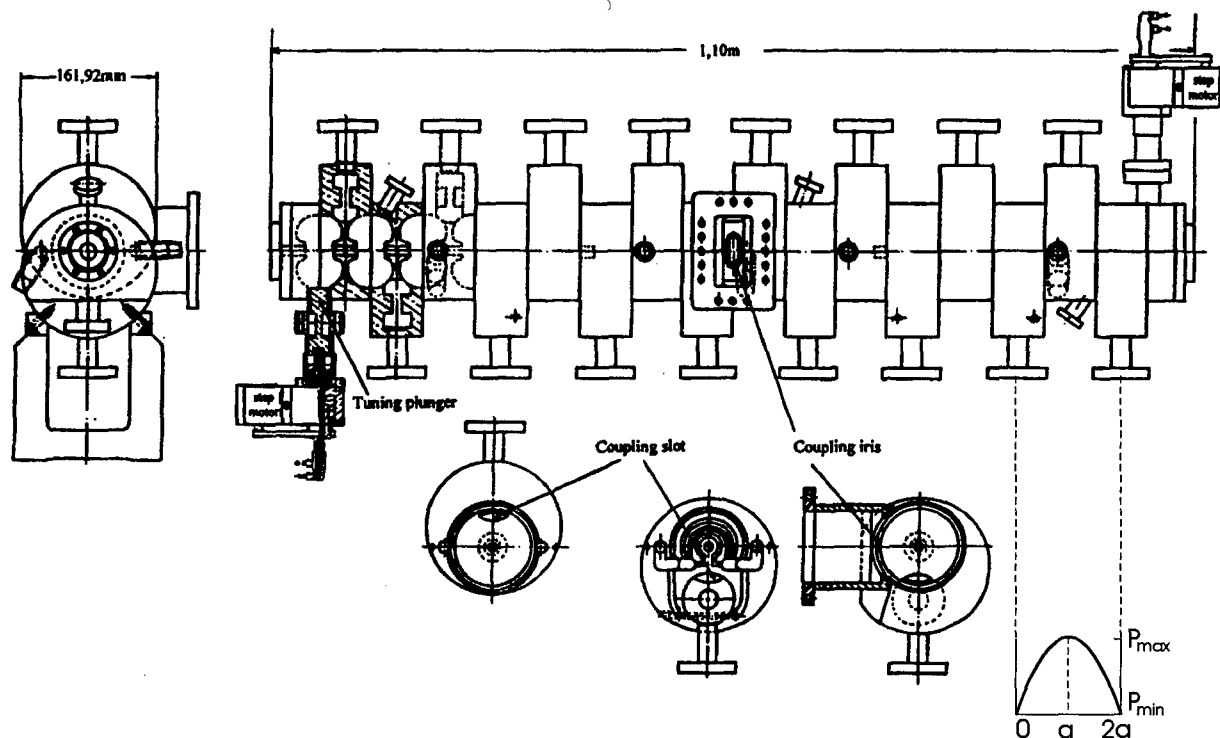 1,10m
161,92mm
step
motor
step
motor
Tuning plunger
Coupling slot
Coupling iris
Pmax
Pmin
0 a 2a